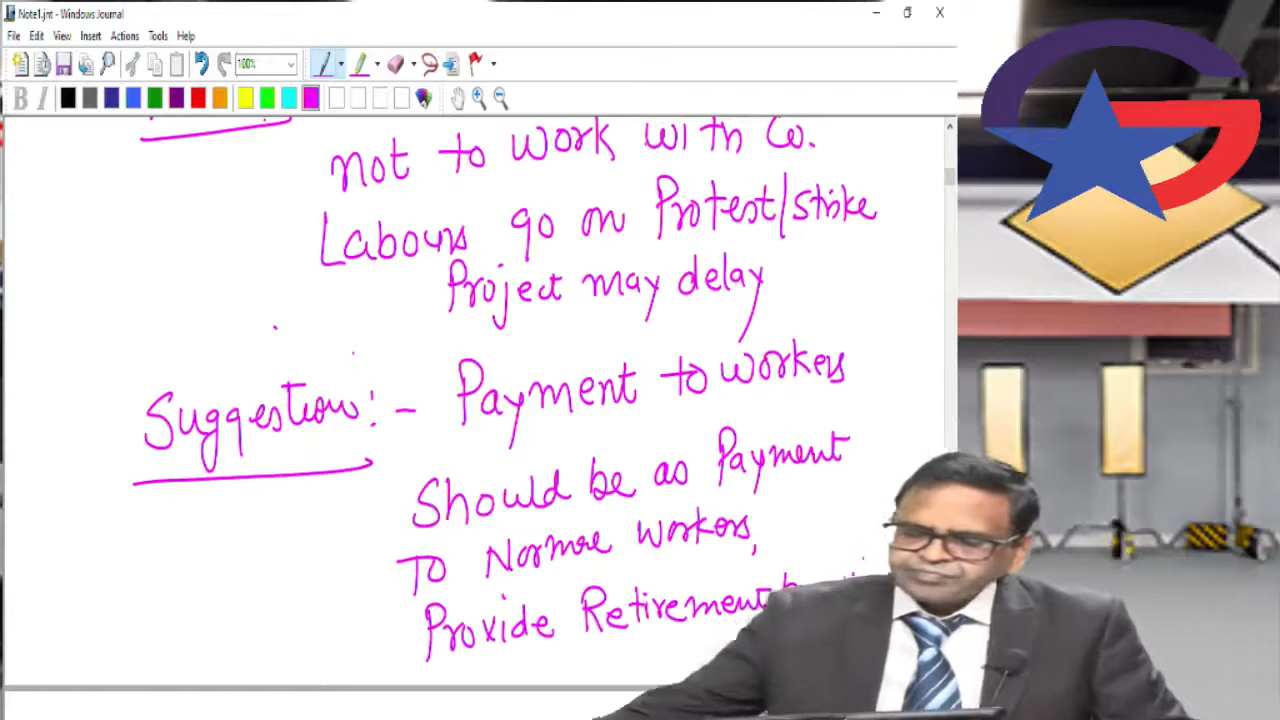 Note1.jnt - Windows Journal
File Edit View Insert Actions Tools Help
100%
B I
not to work with Co.
Labours go on Protest/strike
Project may delay
Suggestion:- Payment to workers
Should be as Payment
To Normal workers,
Provide Retirement